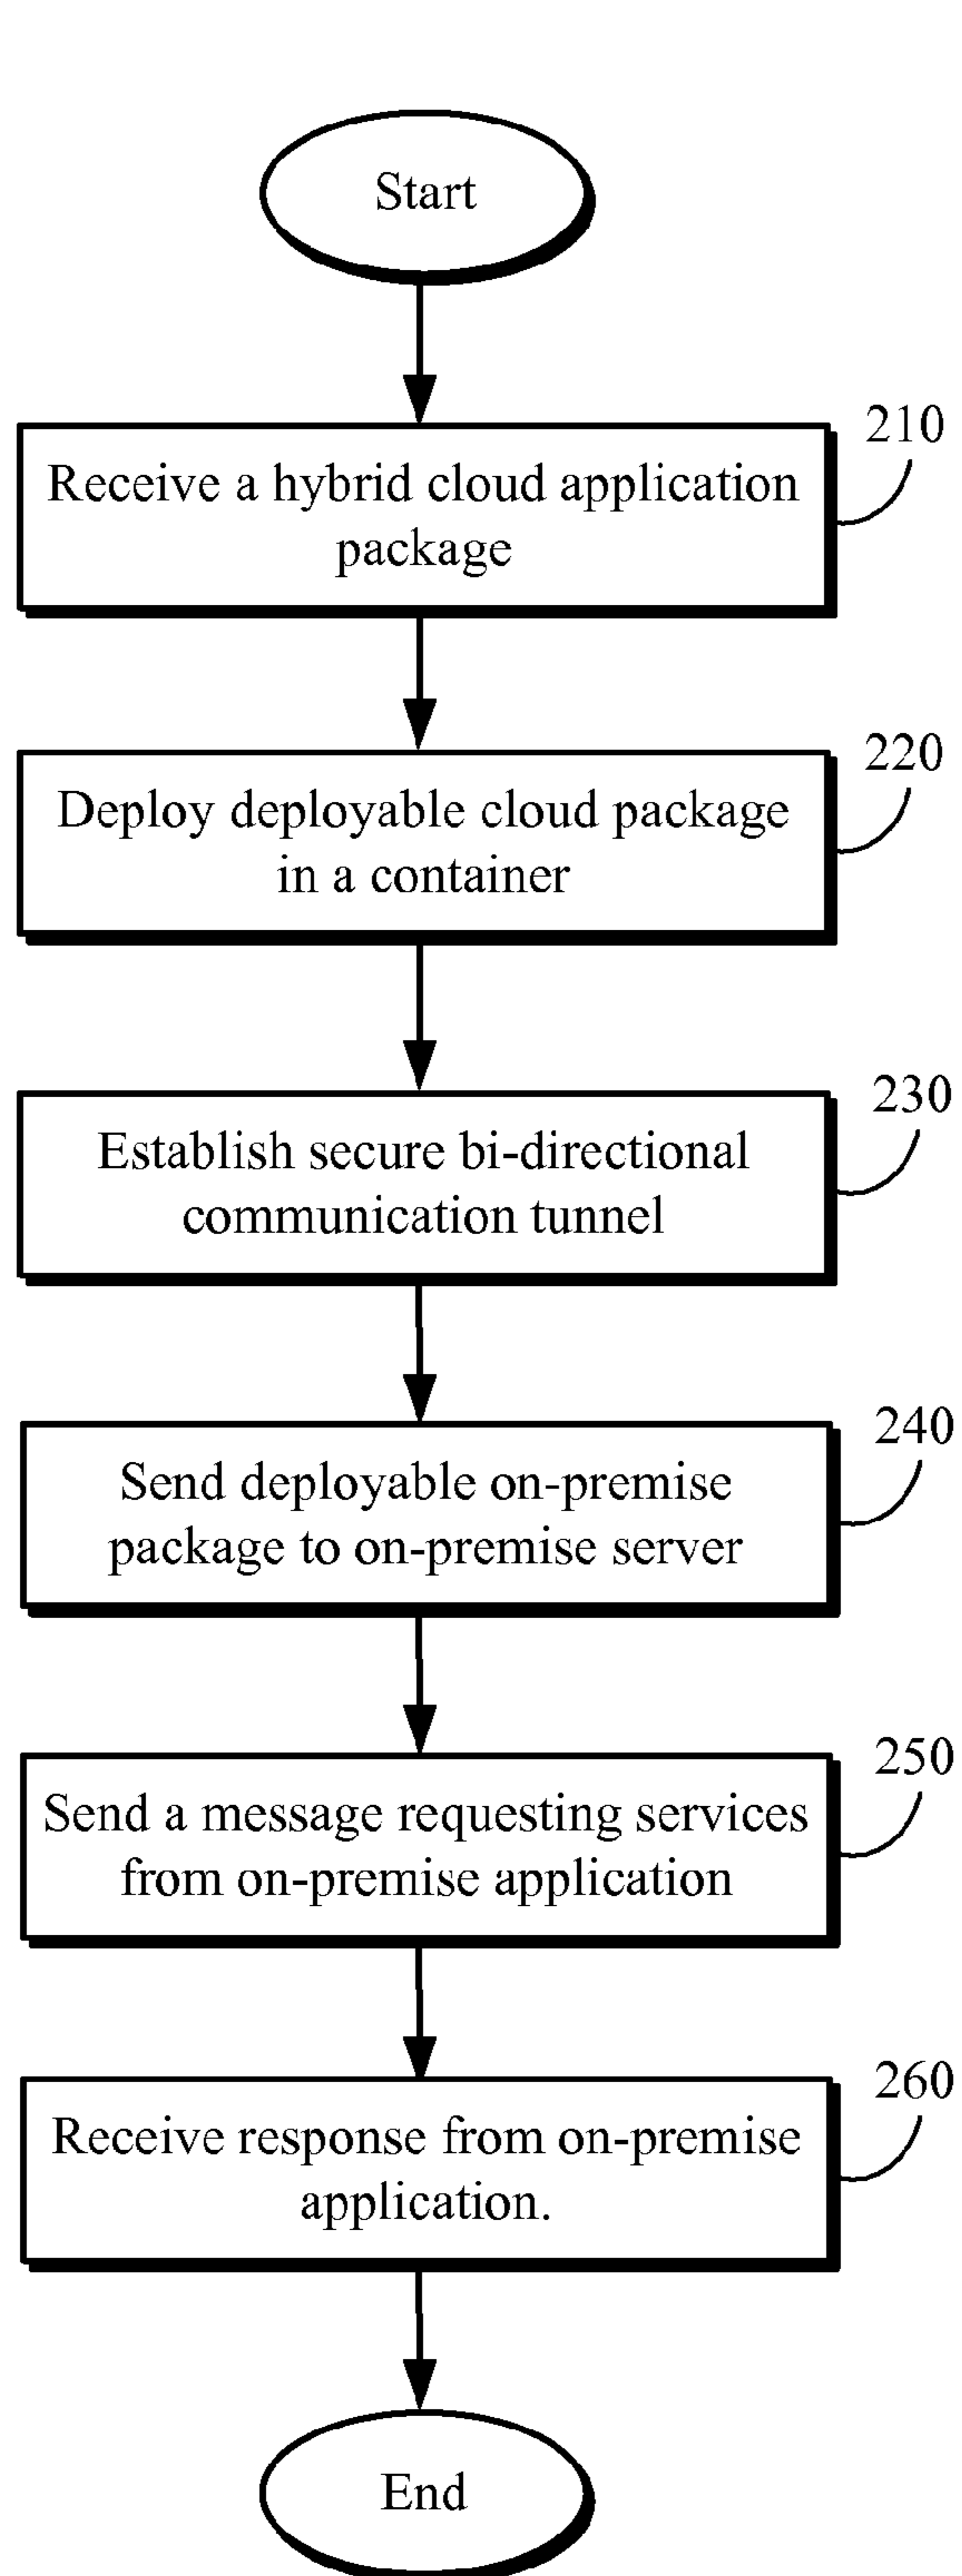 Start
210
Receive a hybrid cloud application
package
220
Deploy deployable cloud package
in a container
230
Establish secure bi-directional
communication tunnel
240
Send deployable on-premise
package to on-premise server
250
Send a message requesting services
from on-premise application
260
Receive response from on-premise
application.
End